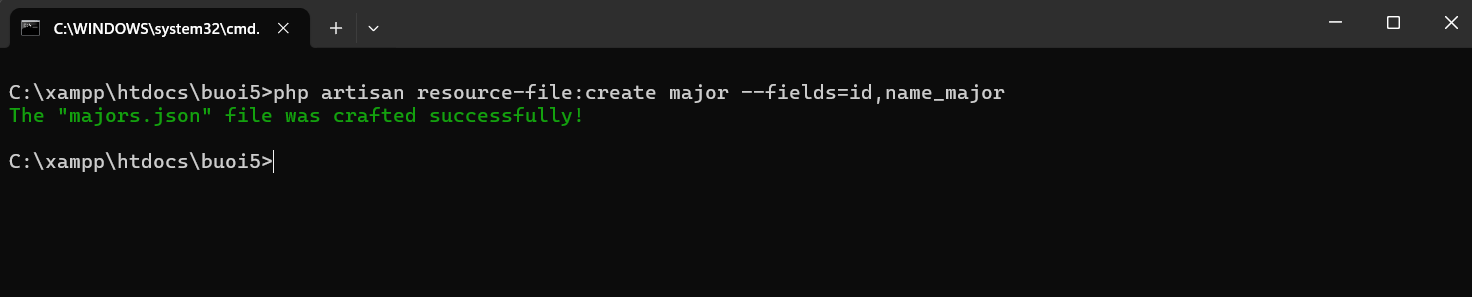 C:\WINDOWS\system32\cmd.
C:\xampp\htdocs\buoi5>php artisan resource-file:create major --fields=id,name_major
The "majors.json" file was crafted successfully!
C:\xampp\htdocs\buoi5>